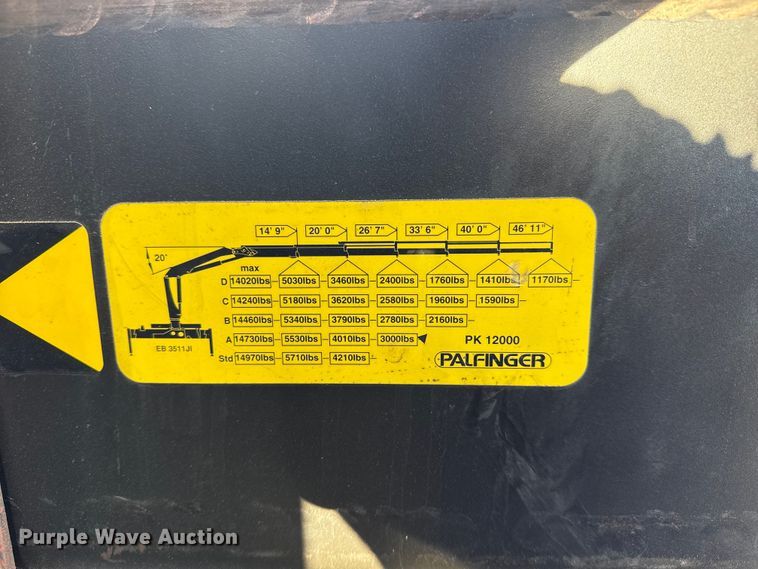 14' 9" 20' 0" 26' 7" 33' 6" 40' 0" 46' 11"
20°
max
D 14020lbs 5030lbs 3460lbs 2400lbs 1760lbs 1410lbs 1170lbs
C 14240lbs 5180lbs 3620lbs 2580lbs 1960lbs 1590lbs
B 14460lbs 5340lbs 3790lbs 2780lbs 2160lbs
A 14730lbs 5530lbs 4010lbs 3000lbs PK 12000
EB 3511JI
Std 14970lbs 5710lbs 4210lbs PALFINGER
Purple Wave Auction